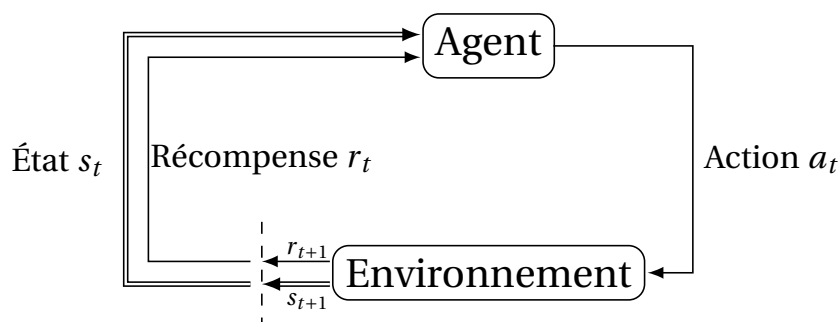 Agent
État s_t
Récompense r_t
Action a_t
r_{t+1}
Environnement
s_{t+1}